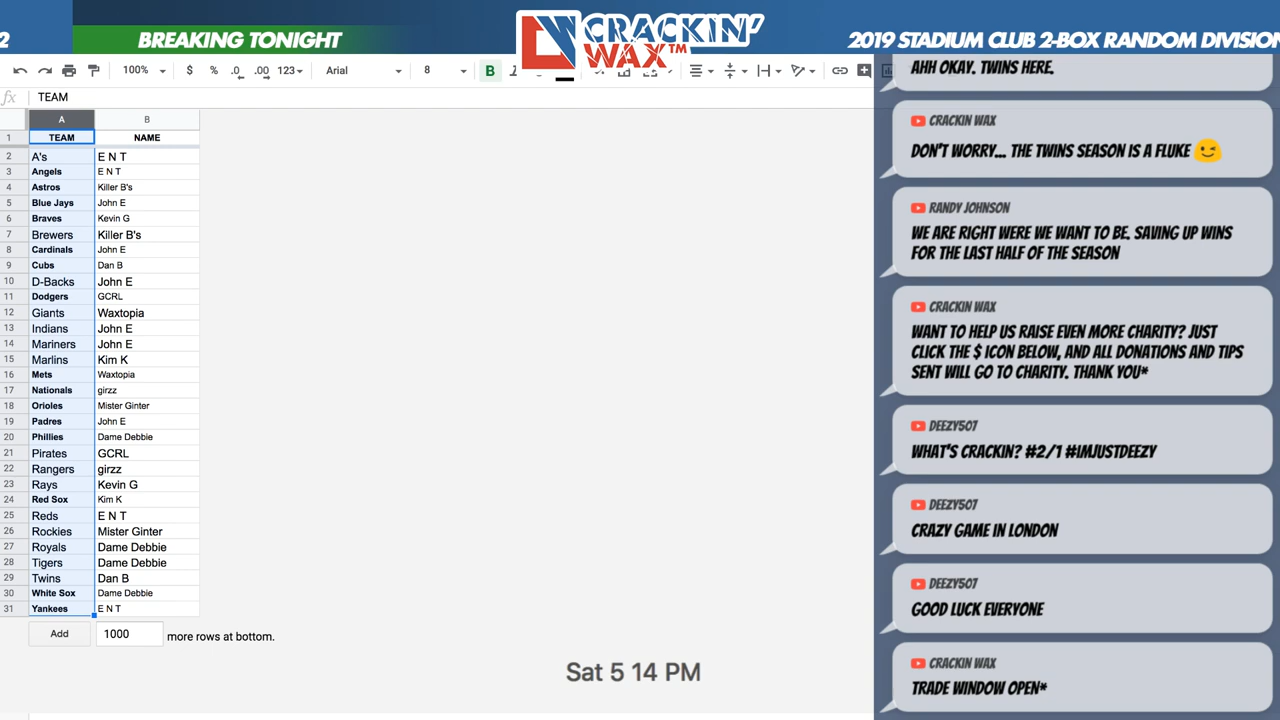 2
BREAKING TONIGHT
CRACKIN'
WAX™
2019 STADIUM CLUB 2-BOX RANDOM DIVISION
100% $ % .0 .00 123 Arial 8 B
fx TEAM
A B
1 TEAM NAME
2 A's E N T
3 Angels E N T
4 Astros Killer B's
5 Blue Jays John E
6 Braves Kevin G
7 Brewers Killer B's
8 Cardinals John E
9 Cubs Dan B
10 D-Backs John E
11 Dodgers GCRL
12 Giants Waxtopia
13 Indians John E
14 Mariners John E
15 Marlins Kim K
16 Mets Waxtopia
17 Nationals girzz
18 Orioles Mister Ginter
19 Padres John E
20 Phillies Dame Debbie
21 Pirates GCRL
22 Rangers girzz
23 Rays Kevin G
24 Red Sox Kim K
25 Reds E N T
26 Rockies Mister Ginter
27 Royals Dame Debbie
28 Tigers Dame Debbie
29 Twins Dan B
30 White Sox Dame Debbie
31 Yankees E N T
Add 1000 more rows at bottom.
Sat 5 14 PM
AHH OKAY. TWINS HERE.
CRACKIN WAX
DON'T WORRY... THE TWINS SEASON IS A FLUKE 😉
RANDY JOHNSON
WE ARE RIGHT WERE WE WANT TO BE. SAVING UP WINS
FOR THE LAST HALF OF THE SEASON
CRACKIN WAX
WANT TO HELP US RAISE EVEN MORE CHARITY? JUST
CLICK THE $ ICON BELOW, AND ALL DONATIONS AND TIPS
SENT WILL GO TO CHARITY. THANK YOU*
DEEZY507
WHAT'S CRACKIN? #2/1 #IMJUSTDEEZY
DEEZY507
CRAZY GAME IN LONDON
DEEZY507
GOOD LUCK EVERYONE
CRACKIN WAX
TRADE WINDOW OPEN*